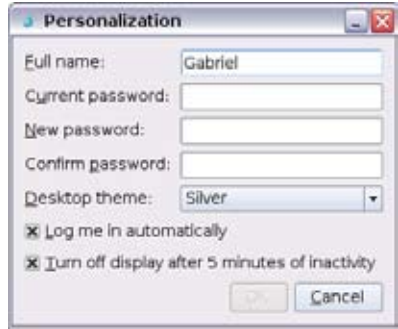 Personalization
Full name: Gabriel
Current password:
New password:
Confirm password:
Desktop theme: Silver
Log me in automatically
Turn off display after 5 minutes of inactivity
OK Cancel